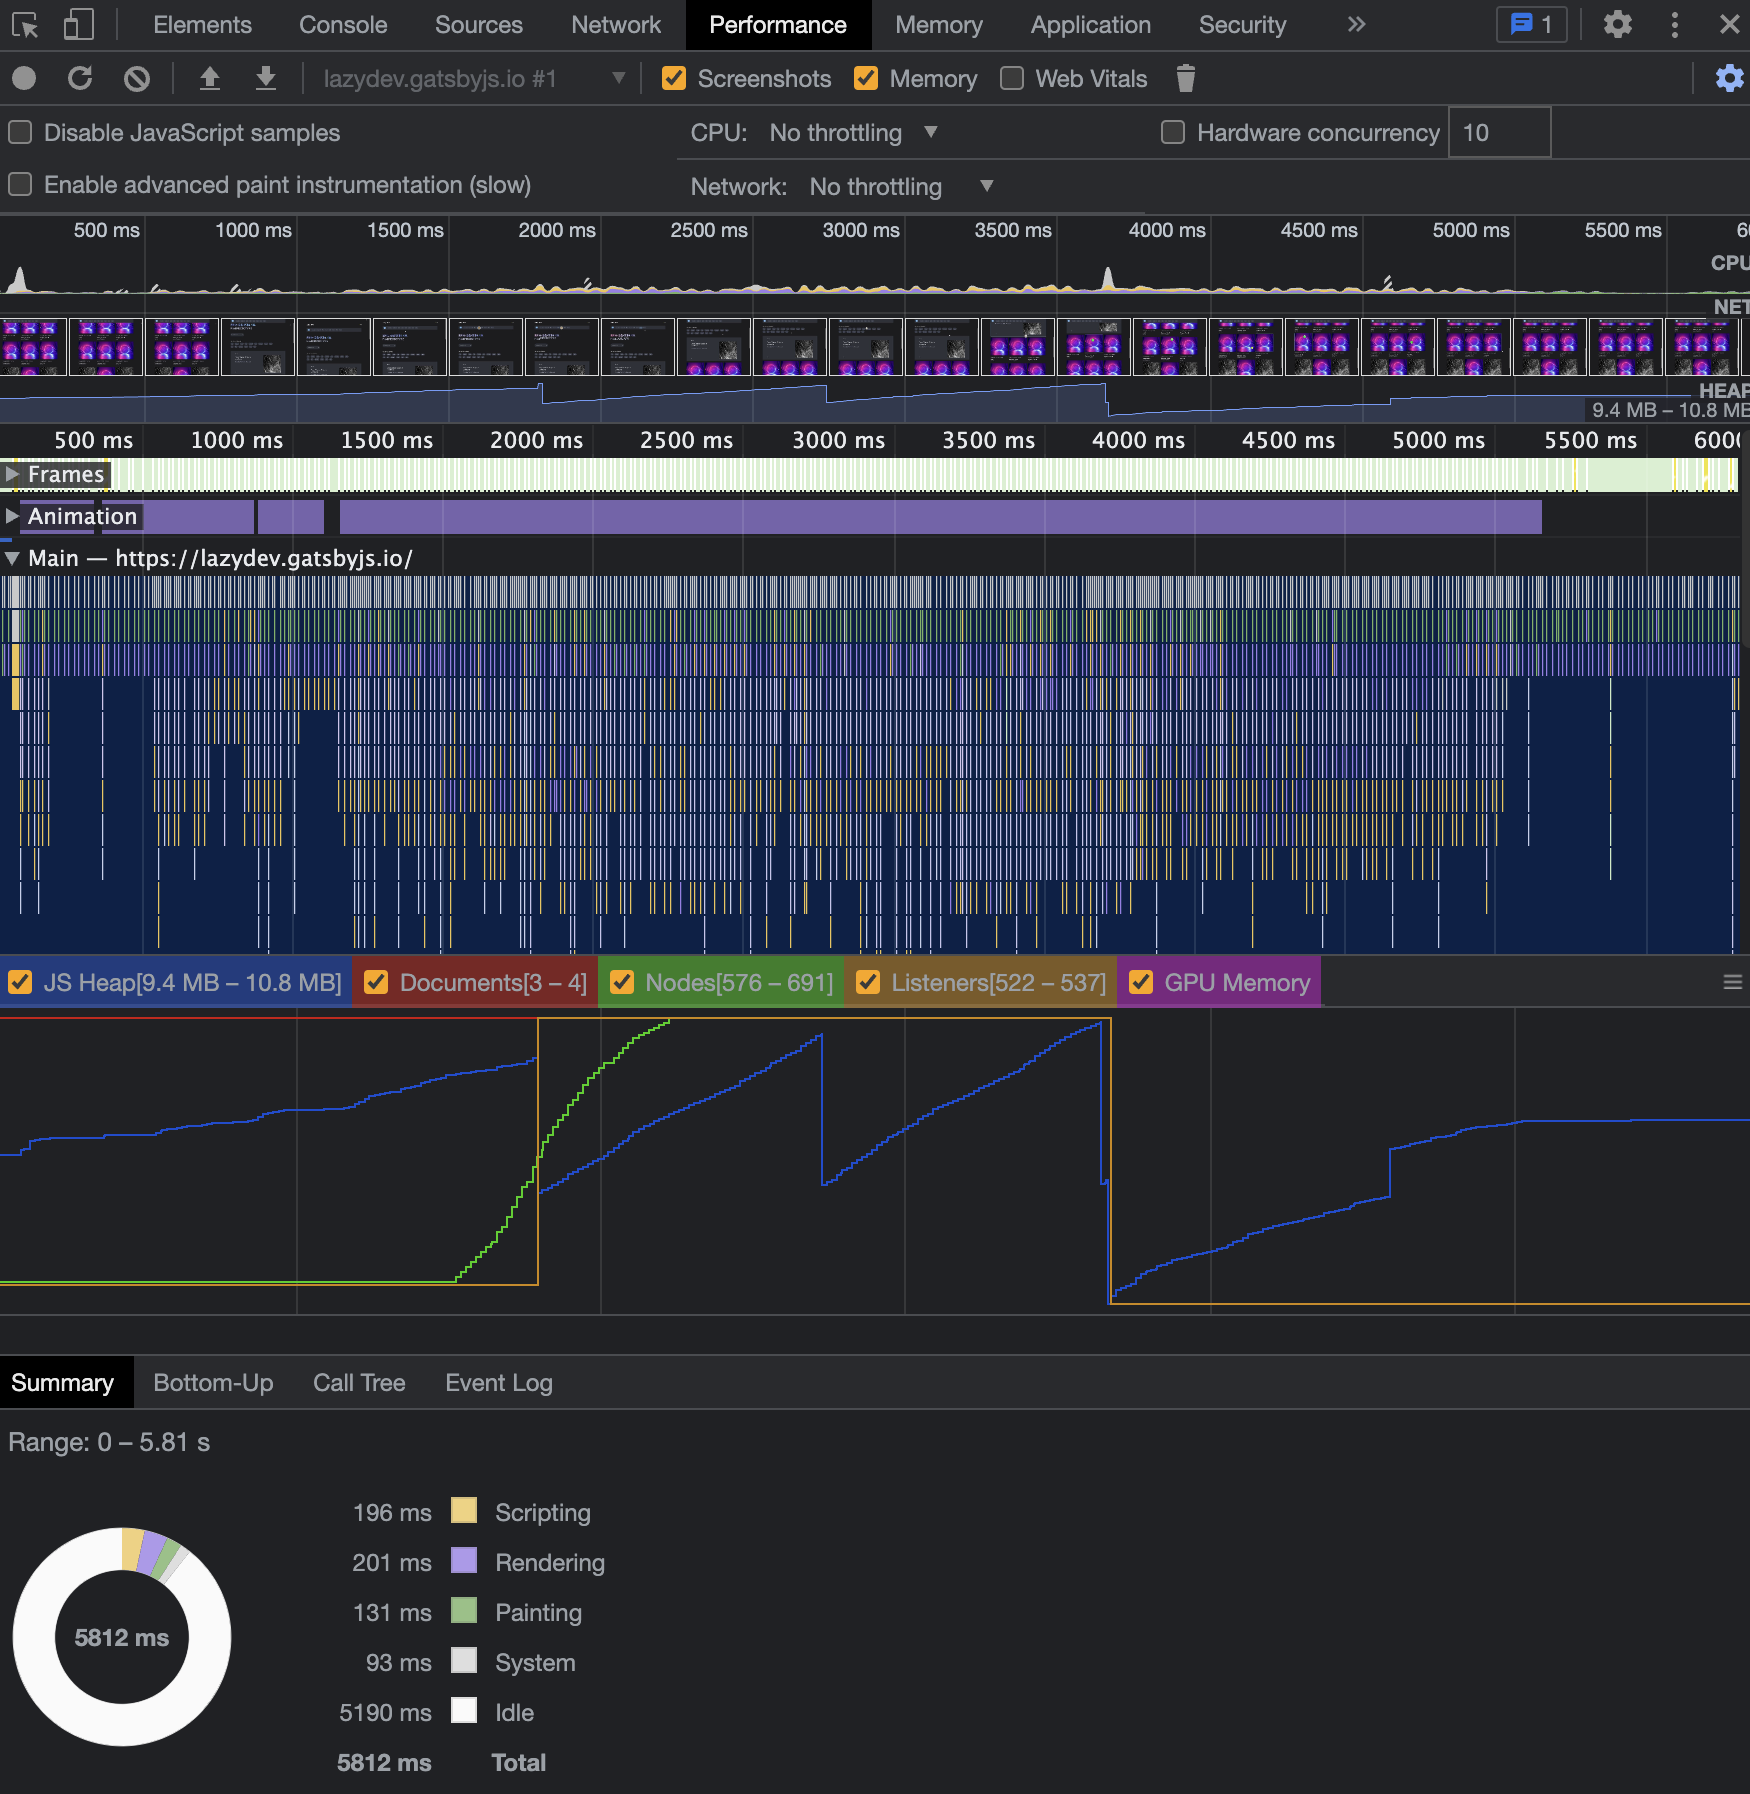 Elements Console Sources Network Performance Memory Application Security » 1
lazydev.gatsbyjs.io #1 Screenshots Memory Web Vitals
Disable JavaScript samples CPU: No throttling Hardware concurrency 10
Enable advanced paint instrumentation (slow) Network: No throttling
500 ms 1000 ms 1500 ms 2000 ms 2500 ms 3000 ms 3500 ms 4000 ms 4500 ms 5000 ms 5500 ms 6
CPU
NET
HEAP
9.4 MB – 10.8 MB
500 ms 1000 ms 1500 ms 2000 ms 2500 ms 3000 ms 3500 ms 4000 ms 4500 ms 5000 ms 5500 ms 600
Frames
Animation
Main — https://lazydev.gatsbyjs.io/
JS Heap[9.4 MB – 10.8 MB] Documents[3 – 4] Nodes[576 – 691] Listeners[522 – 537] GPU Memory
Summary Bottom-Up Call Tree Event Log
Range: 0 – 5.81 s
196 ms Scripting
201 ms Rendering
131 ms Painting
5812 ms
93 ms System
5190 ms Idle
5812 ms Total